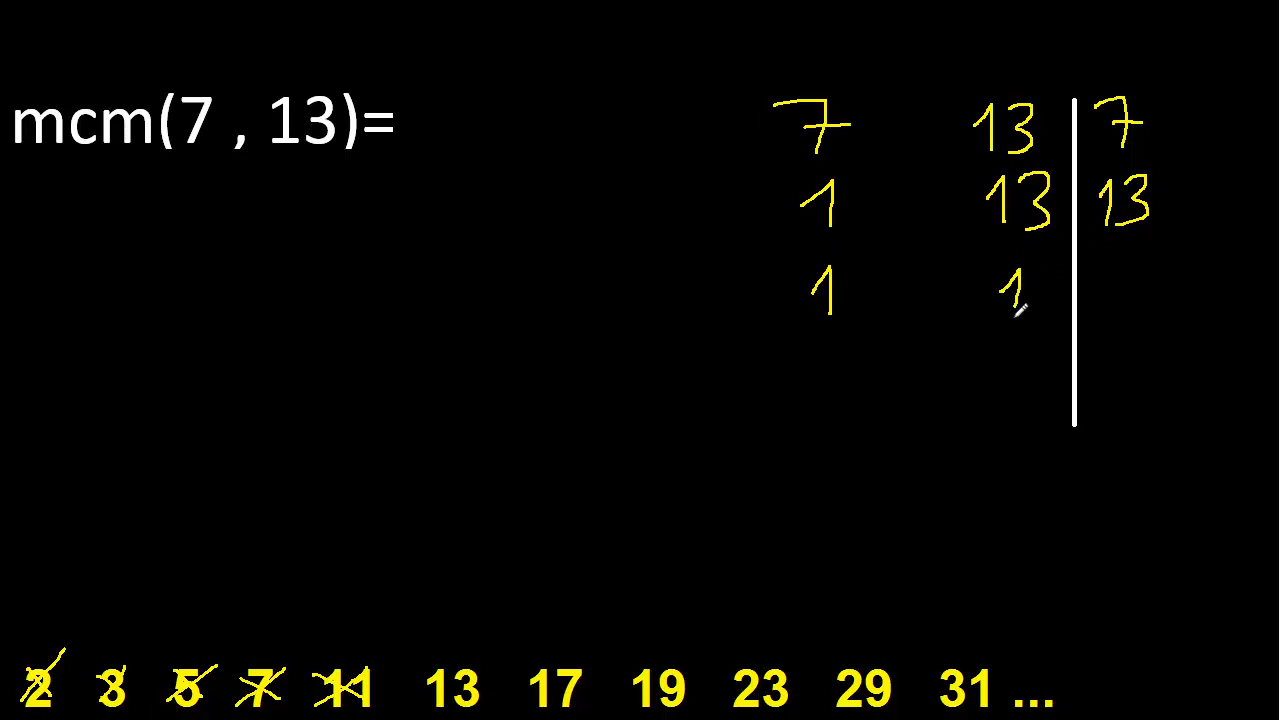 mcm(7 , 13)=
7 13 7
1 13 13
1 1
2 3 5 7 11 13 17 19 23 29 31 ...